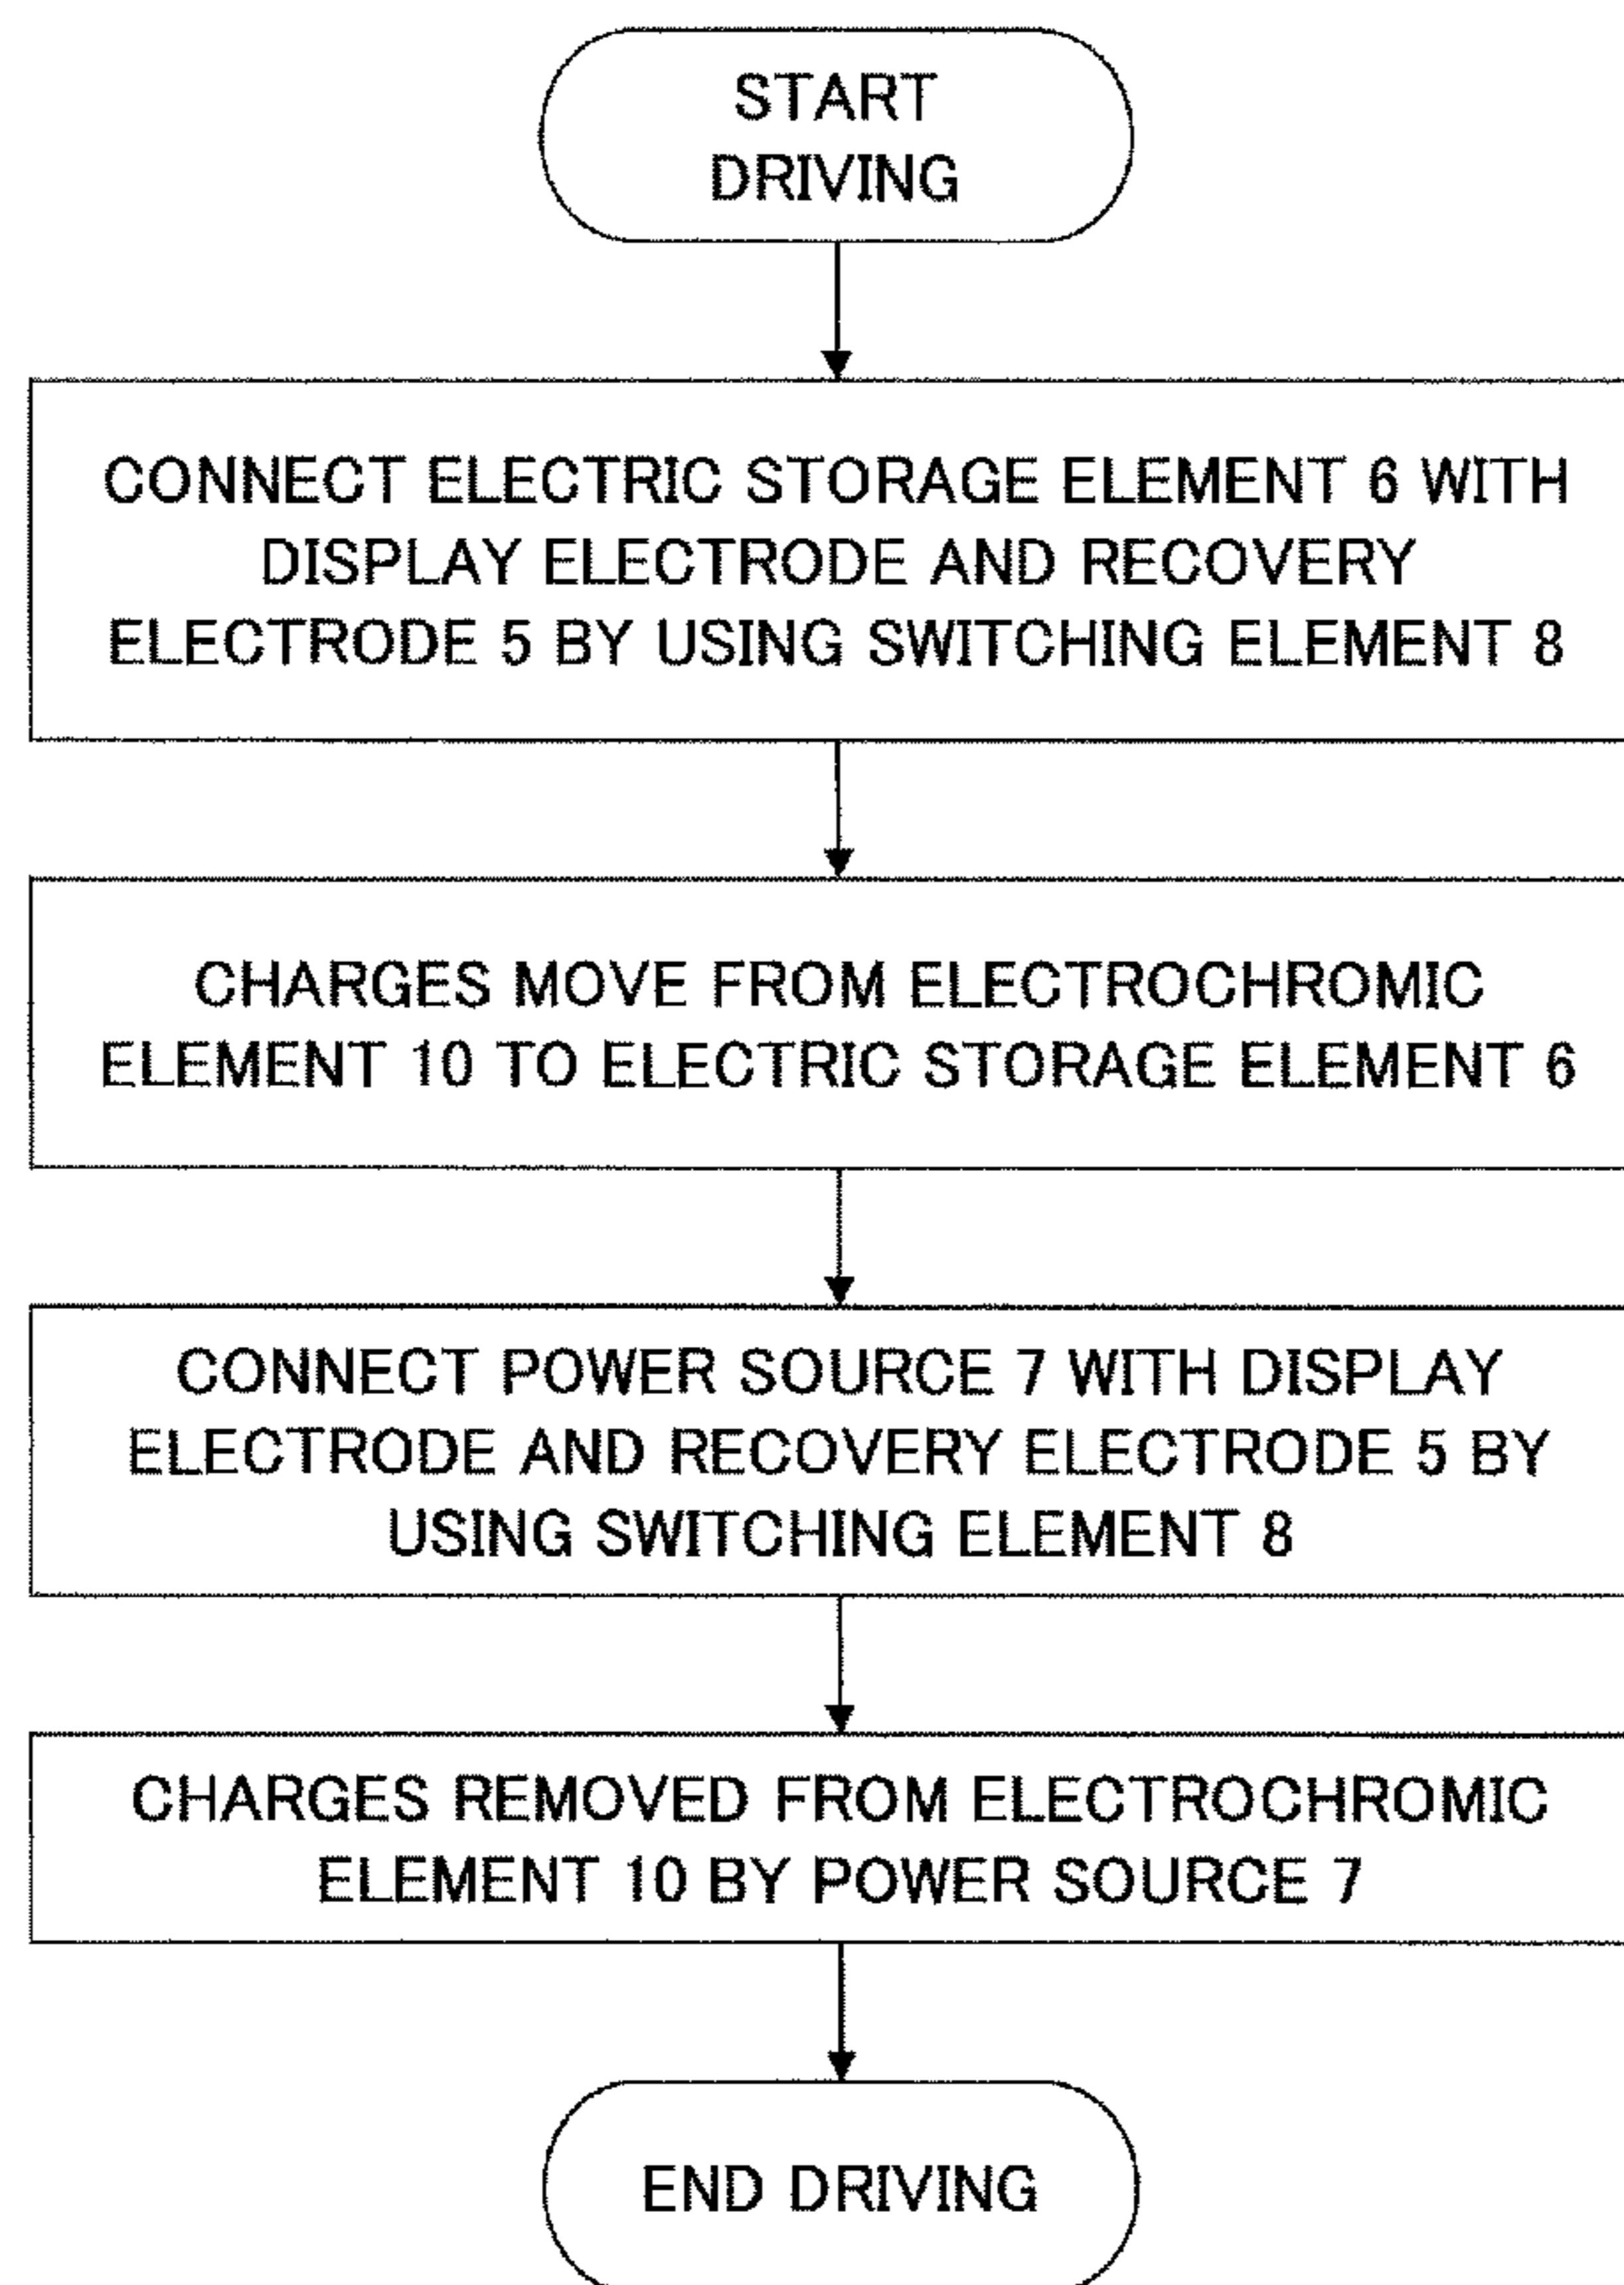 START
DRIVING
CONNECT ELECTRIC STORAGE ELEMENT 6 WITH
DISPLAY ELECTRODE AND RECOVERY
ELECTRODE 5 BY USING SWITCHING ELEMENT 8
CHARGES MOVE FROM ELECTROCHROMIC
ELEMENT 10 TO ELECTRIC STORAGE ELEMENT 6
CONNECT POWER SOURCE 7 WITH DISPLAY
ELECTRODE AND RECOVERY ELECTRODE 5 BY
USING SWITCHING ELEMENT 8
CHARGES REMOVED FROM ELECTROCHROMIC
ELEMENT 10 BY POWER SOURCE 7
END DRIVING